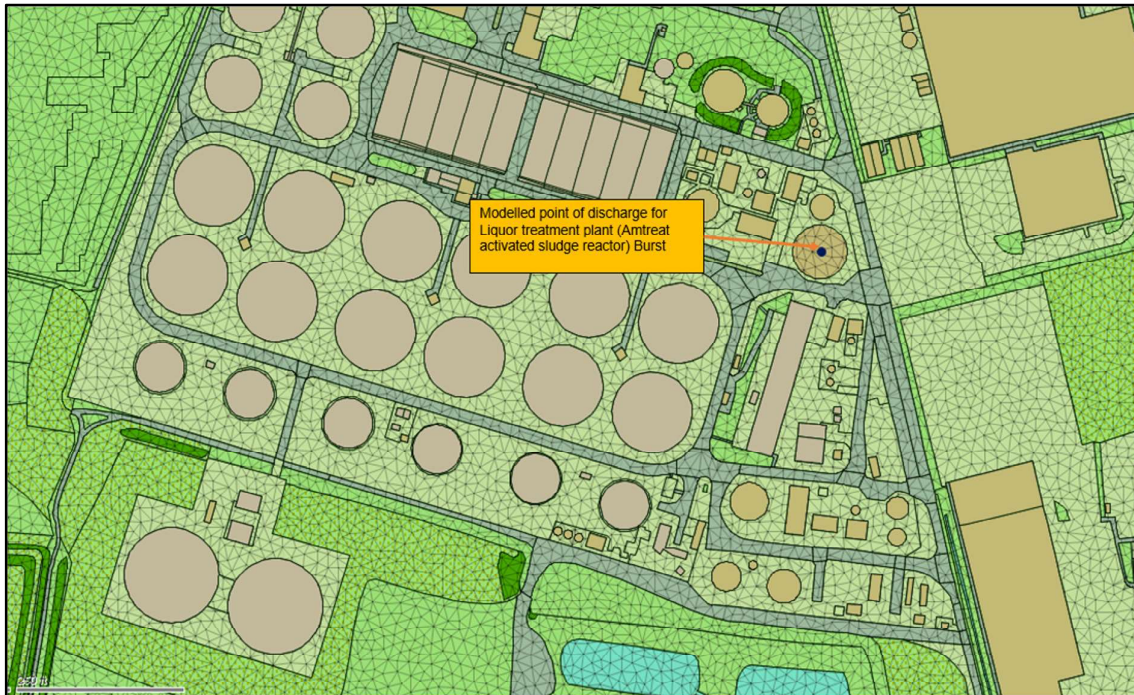 Modelled point of discharge for
Liquor treatment plant (Amtreat
activated sludge reactor) Burst